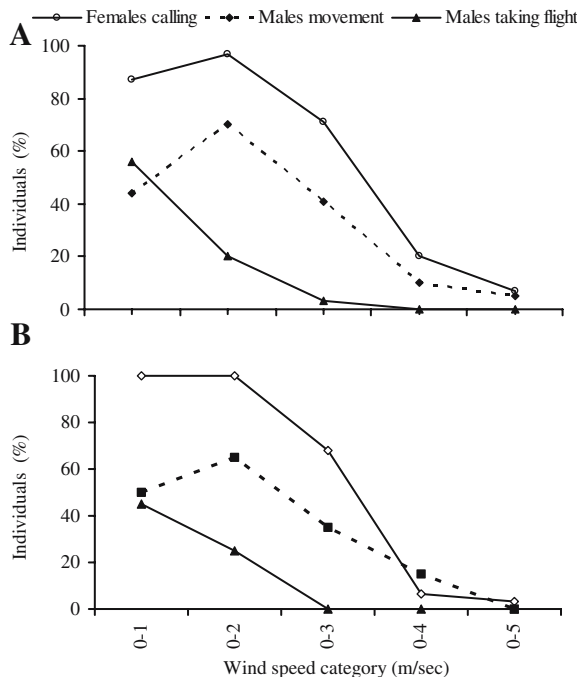 Females calling Males movement Males taking flight
A
100
80
60
40
20
0
Individuals (%)
B
100
80
60
40
20
0
Individuals (%)
0-1 0-2 0-3 0-4 0-5
Wind speed category (m/sec)